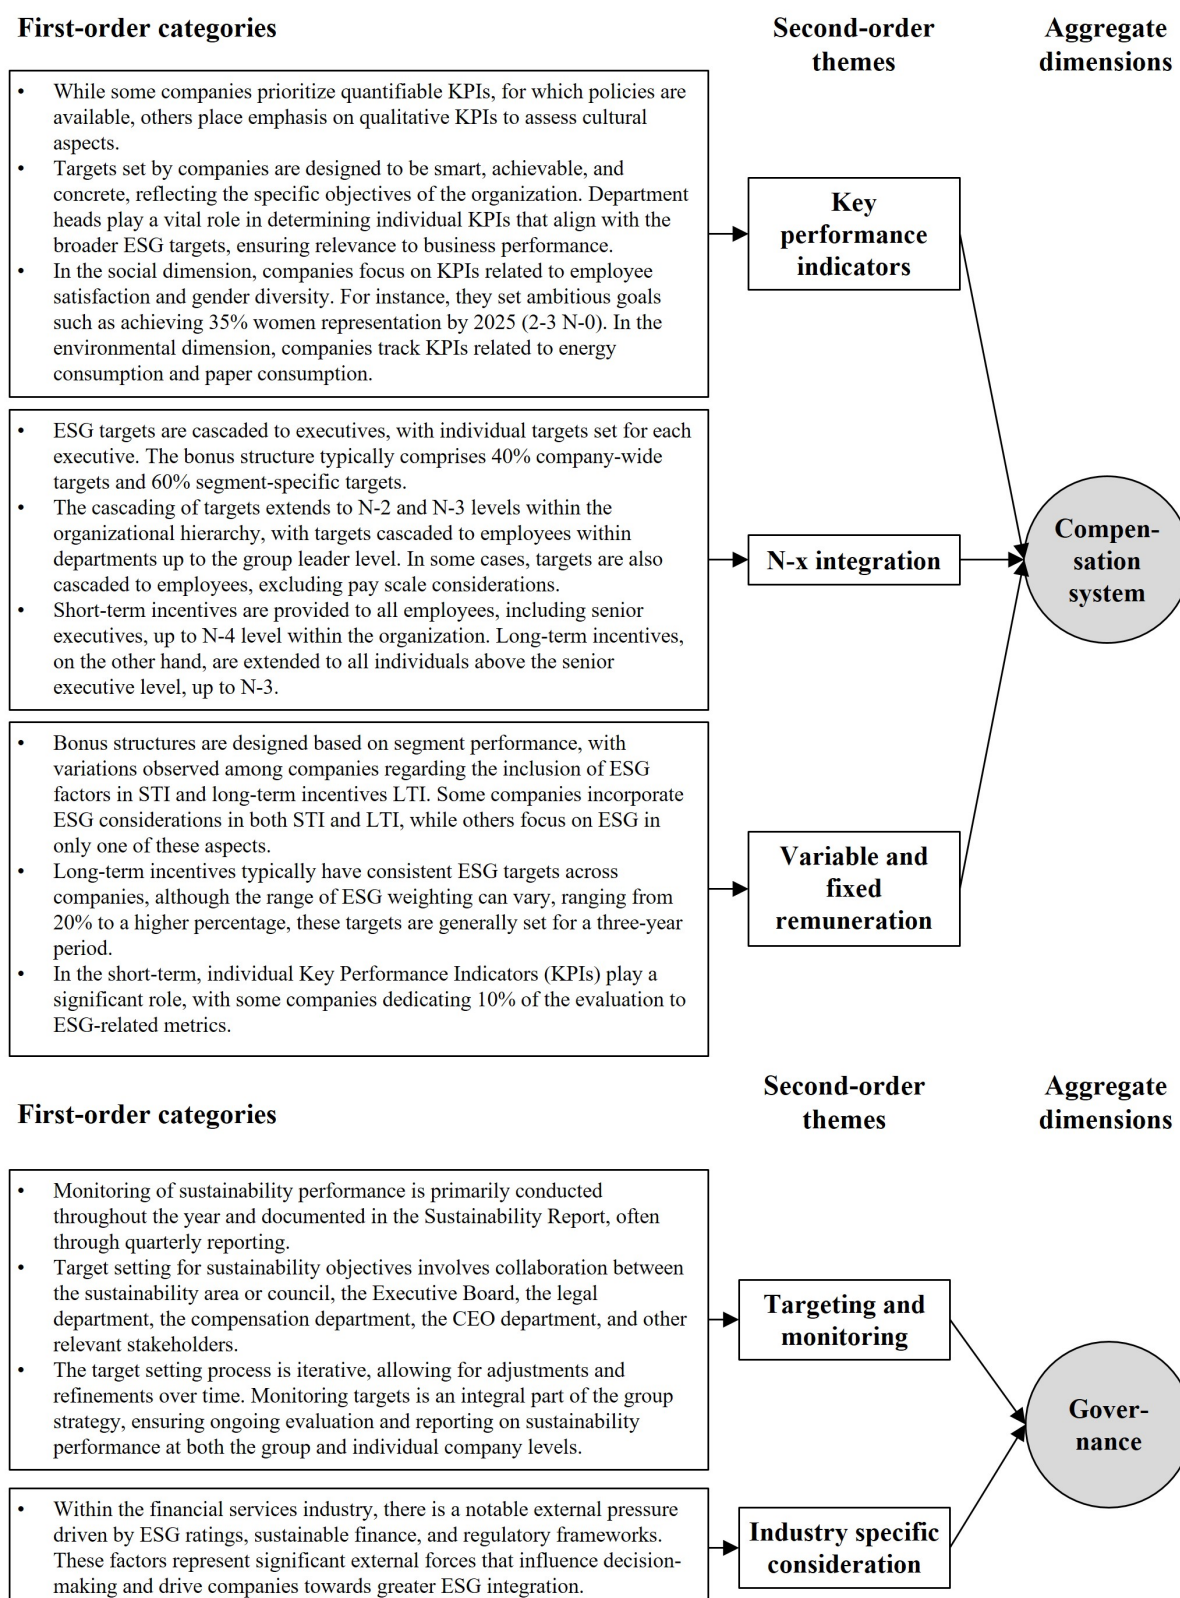 First-order categories
Second-order
themes
Aggregate
dimensions
• While some companies prioritize quantifiable KPIs, for which policies are
available, others place emphasis on qualitative KPIs to assess cultural
aspects.
• Targets set by companies are designed to be smart, achievable, and
concrete, reflecting the specific objectives of the organization. Department
heads play a vital role in determining individual KPIs that align with the
broader ESG targets, ensuring relevance to business performance.
• In the social dimension, companies focus on KPIs related to employee
satisfaction and gender diversity. For instance, they set ambitious goals
such as achieving 35% women representation by 2025 (2-3 N-0). In the
environmental dimension, companies track KPIs related to energy
consumption and paper consumption.
Key
performance
indicators
• ESG targets are cascaded to executives, with individual targets set for each
executive. The bonus structure typically comprises 40% company-wide
targets and 60% segment-specific targets.
• The cascading of targets extends to N-2 and N-3 levels within the
organizational hierarchy, with targets cascaded to employees within
departments up to the group leader level. In some cases, targets are also
cascaded to employees, excluding pay scale considerations.
• Short-term incentives are provided to all employees, including senior
executives, up to N-4 level within the organization. Long-term incentives,
on the other hand, are extended to all individuals above the senior
executive level, up to N-3.
N-x integration
Compen-
sation
system
• Bonus structures are designed based on segment performance, with
variations observed among companies regarding the inclusion of ESG
factors in STI and long-term incentives LTI. Some companies incorporate
ESG considerations in both STI and LTI, while others focus on ESG in
only one of these aspects.
• Long-term incentives typically have consistent ESG targets across
companies, although the range of ESG weighting can vary, ranging from
20% to a higher percentage, these targets are generally set for a three-year
period.
• In the short-term, individual Key Performance Indicators (KPIs) play a
significant role, with some companies dedicating 10% of the evaluation to
ESG-related metrics.
Variable and
fixed
remuneration
First-order categories
Second-order
themes
Aggregate
dimensions
• Monitoring of sustainability performance is primarily conducted
throughout the year and documented in the Sustainability Report, often
through quarterly reporting.
• Target setting for sustainability objectives involves collaboration between
the sustainability area or council, the Executive Board, the legal
department, the compensation department, the CEO department, and other
relevant stakeholders.
• The target setting process is iterative, allowing for adjustments and
refinements over time. Monitoring targets is an integral part of the group
strategy, ensuring ongoing evaluation and reporting on sustainability
performance at both the group and individual company levels.
Targeting and
monitoring
Gover-
nance
• Within the financial services industry, there is a notable external pressure
driven by ESG ratings, sustainable finance, and regulatory frameworks.
These factors represent significant external forces that influence decision-
making and drive companies towards greater ESG integration.
Industry specific
consideration